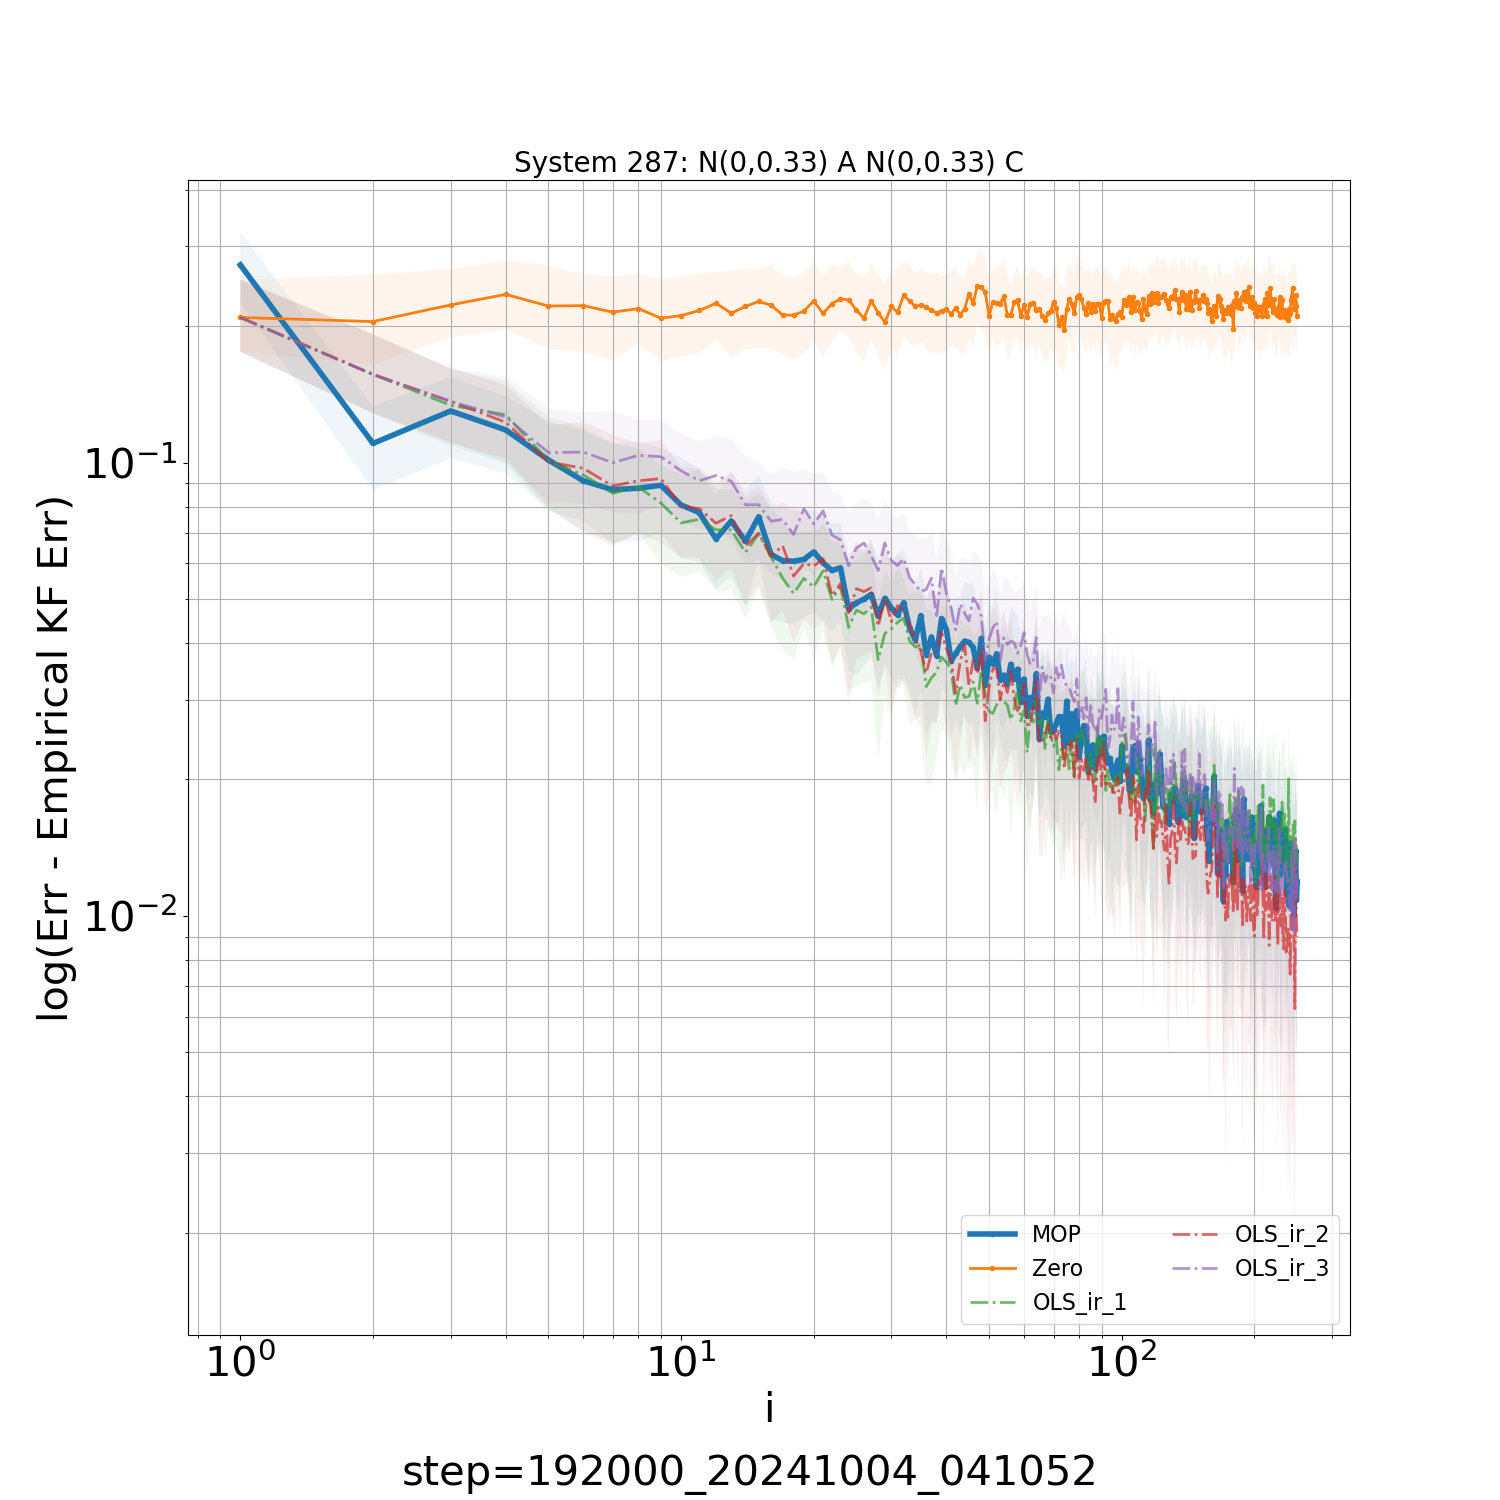 System 287: N(0,0.33) A N(0,0.33) C
log(Err - Empirical KF Err)
10⁻¹
10⁻²
10⁰ 10¹ 10²
MOP
Zero
OLS_ir_1
OLS_ir_2
OLS_ir_3
i
step=192000_20241004_041052